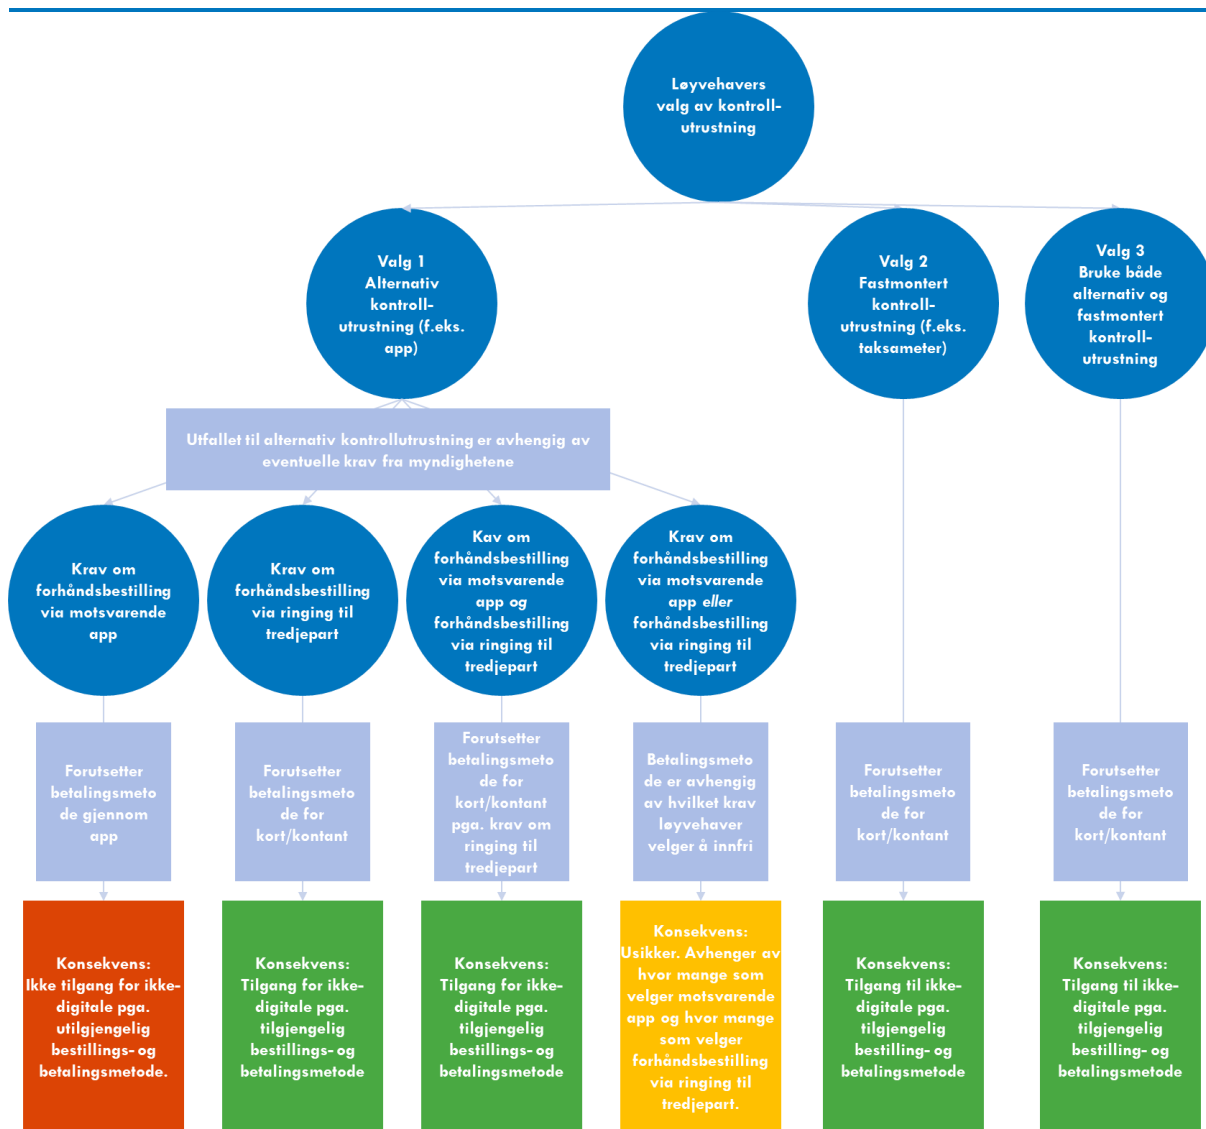 Løyvehavers
valg av kontroll-
utrustning
Valg 1
Alternativ
kontroll-
utrustning (f.eks.
app)
Valg 2
Fastmontert
kontroll-
utrustning (f.eks.
taksameter)
Valg 3
Bruke både
alternativ og
fastmontert
kontroll-
utrustning
Utfallet til alternativ kontrollutrustning er avhengig av
eventuelle krav fra myndighetene
Krav om
forhåndsbestilling
via motsvarende
app
Krav om
forhåndsbestilling
via ringing til
tredjepart
Kav om
forhåndsbestilling
via motsvarende
app og
forhåndsbestilling
via ringing til
tredjepart
Krav om
forhåndsbestilling
via motsvarende
app eller
forhåndsbestilling
via ringing til
tredjepart
Forutsetter
betalingsmeto
de gjennom
app
Forutsetter
betalingsmeto
de for
kort/kontant
Forutsetter
betalingsmeto
de for
kort/kontant
pga. krav om
ringing til
tredjepart
Betalingsmeto
de er avhengig
av hvilket krav
løyvehaver
velger å innfri
Forutsetter
betalingsmeto
de for
kort/kontant
Forutsetter
betalingsmeto
de for
kort/kontant
Konsekvens:
Ikke tilgang for ikke-
digitale pga.
utilgjengelig
bestillings- og
betalingsmetode.
Konsekvens:
Tilgang for ikke-
digitale pga.
tilgjengelig
bestillings- og
betalingsmetode
Konsekvens:
Tilgang for ikke-
digitale pga.
tilgjengelig
bestillings- og
betalingsmetode
Konsekvens:
Usikker. Avhenger av
hvor mange som
velger motsvarende
app og hvor mange
som velger
forhåndsbestilling
via ringing til
tredjepart.
Konsekvens:
Tilgang til ikke-
digitale pga.
tilgjengelig
bestilling- og
betalingsmetode
Konsekvens:
Tilgang til ikke-
digitale pga.
tilgjengelig
bestilling- og
betalingsmetode